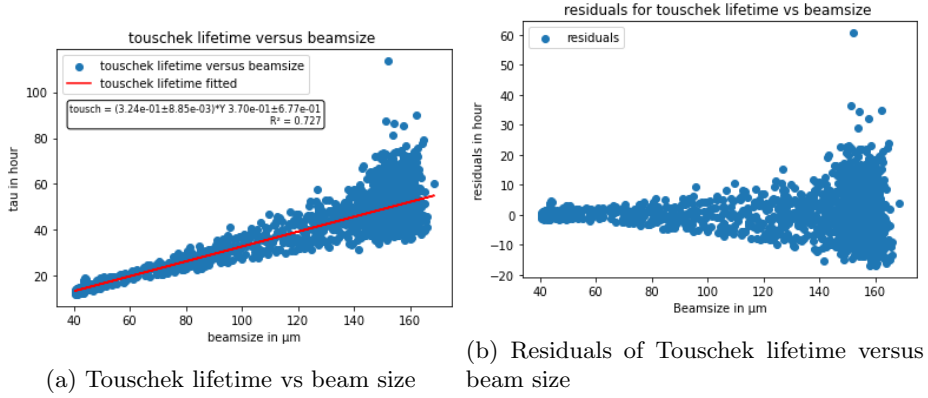 touschek lifetime versus beamsize
touschek lifetime versus beamsize
touschek lifetime fitted
tousch = (3.24e-01±8.85e-03)*Y 3.70e-01±6.77e-01
R² = 0.727
tau in hour
100
80
60
40
20
40 60 80 100 120 140 160
beamsize in µm
(a) Touschek lifetime vs beam size
residuals for touschek lifetime vs beamsize
residuals
residuals in hour
60
50
40
30
20
10
0
−10
−20
40 60 80 100 120 140 160
Beamsize in µm
(b) Residuals of Touschek lifetime versus
beam size